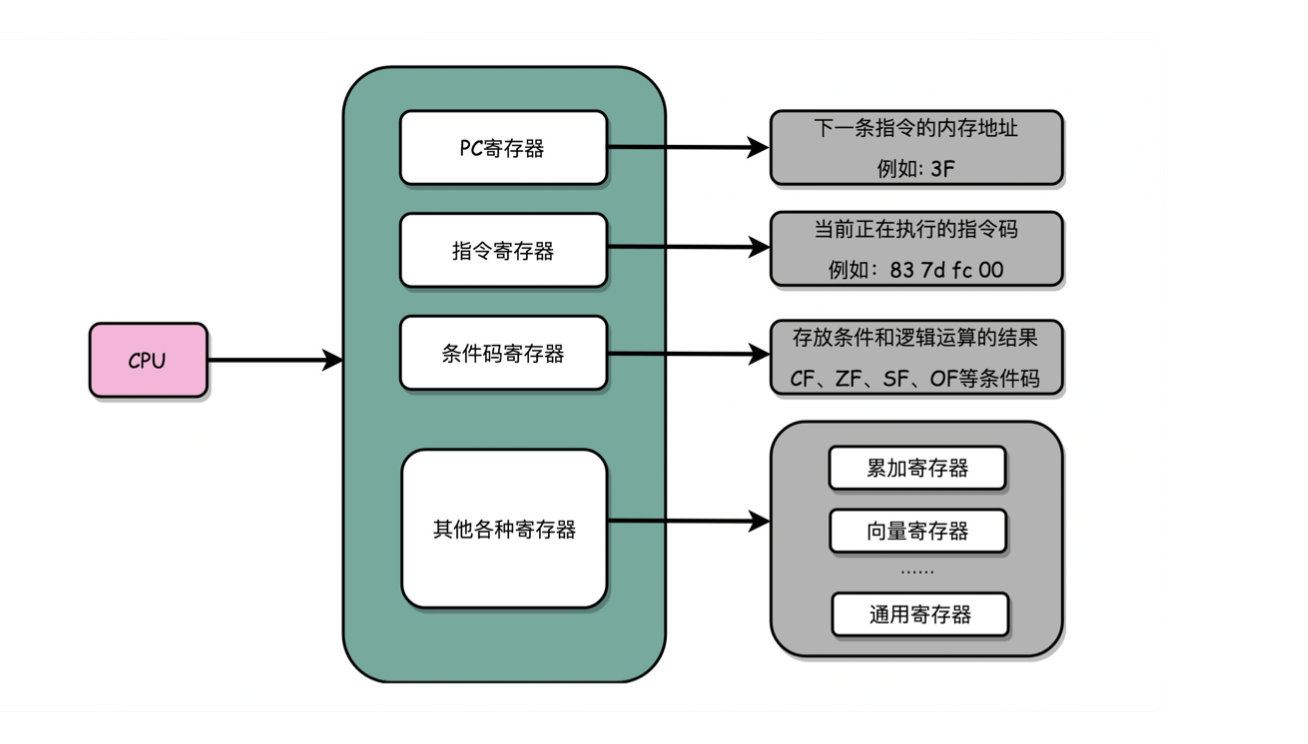 CPU
PC寄存器
指令寄存器
条件码寄存器
其他各种寄存器
下一条指令的内存地址
例如: 3F
当前正在执行的指令码
例如：83 7d fc 00
存放条件和逻辑运算的结果
CF、ZF、SF、OF等条件码
累加寄存器
向量寄存器
......
通用寄存器